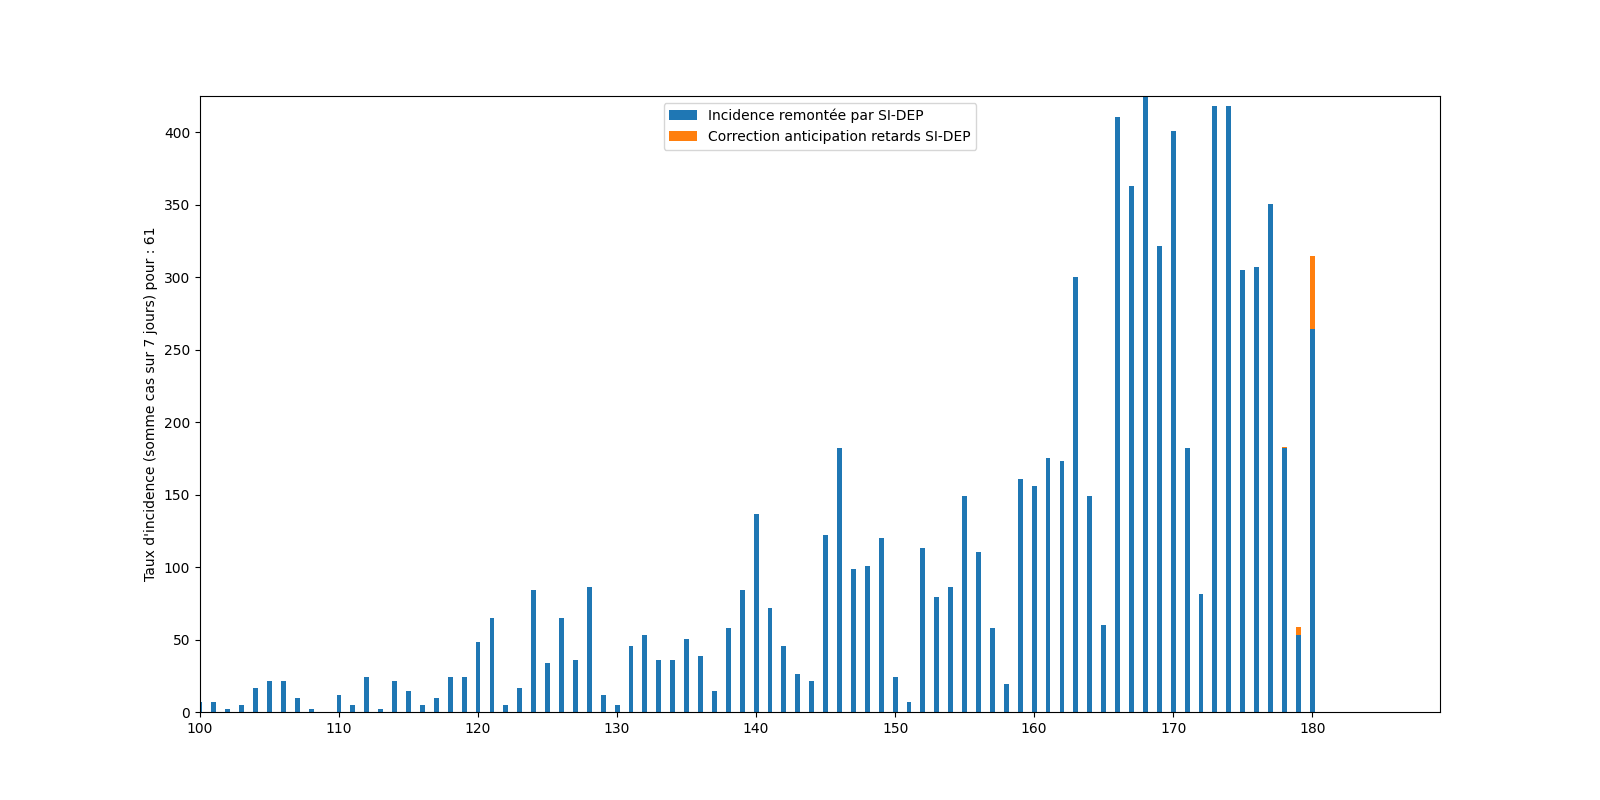 Incidence remontée par SI-DEP
Correction anticipation retards SI-DEP
Taux d'incidence (somme cas sur 7 jours) pour : 61
400
350
300
250
200
150
100
50
0
100 110 120 130 140 150 160 170 180